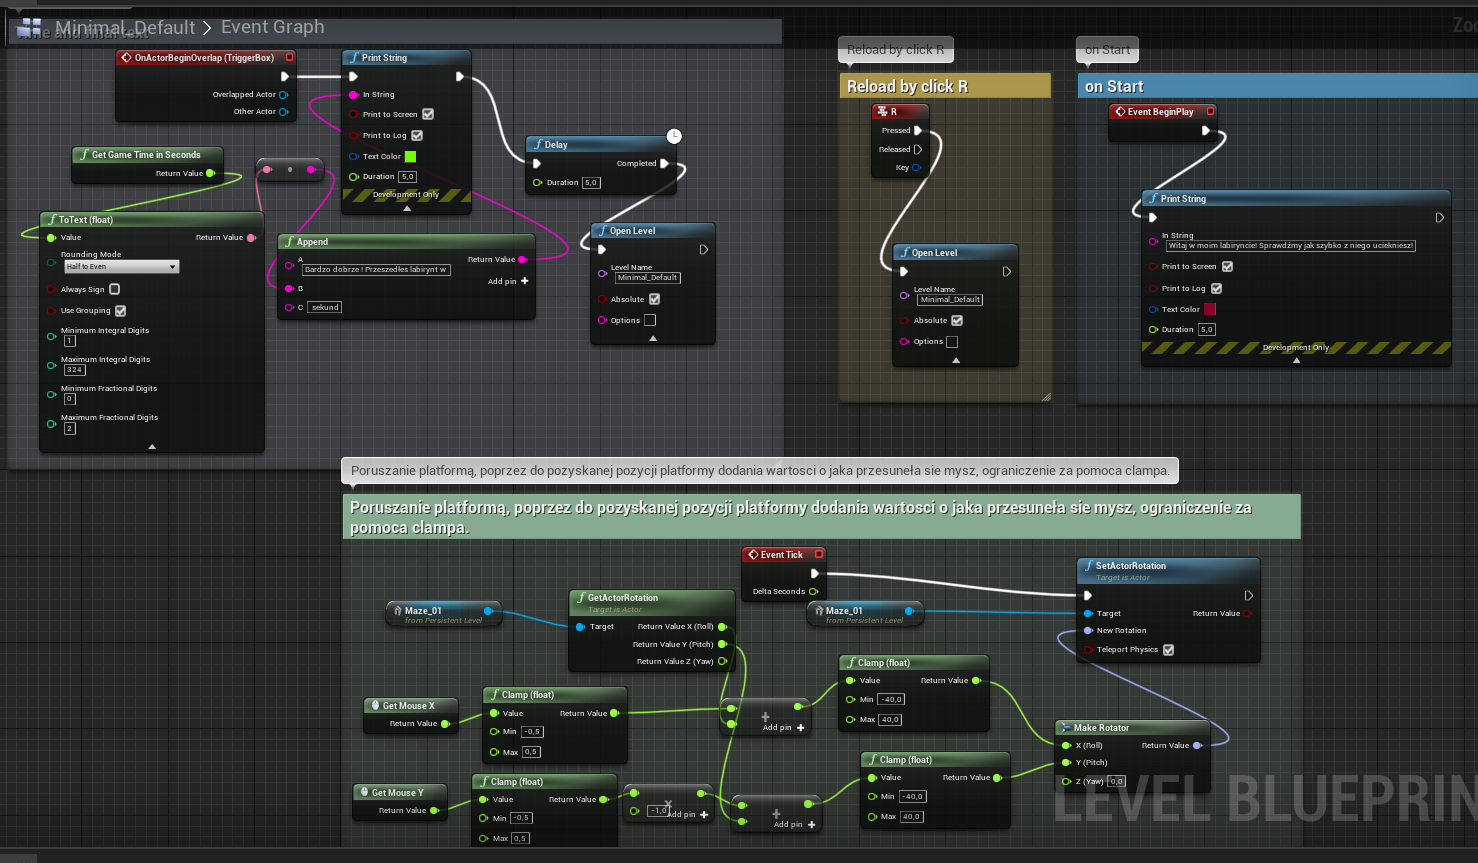 Minimal_Default > Event Graph
Time and final text
Zoo
OnActorBeginOverlap (TriggerBox)
Overlapped Actor
Other Actor
Print String
In String
Print to Screen
Print to Log
Text Color
Duration 5,0
Development Only
Get Game Time in Seconds
Return Value
ToText (float)
Value
Return Value
Rounding Mode
Half to Even
Always Sign
Use Grouping
Minimum Integral Digits
1
Maximum Integral Digits
324
Minimum Fractional Digits
0
Maximum Fractional Digits
2
Append
A
Bardzo dobrze ! Przeszedłes labirynt w
Return Value
B
Add pin +
C sekund
Delay
Completed
Duration 5,0
Open Level
Level Name
Minimal_Default
Absolute
Options
Reload by click R
Reload by click R
R
Pressed
Released
Key
Open Level
Level Name
Minimal_Default
Absolute
Options
on Start
on Start
Event BeginPlay
Print String
In String
Witaj w moim labiryncie! Sprawdźmy jak szybko z niego uciekniesz!
Print to Screen
Print to Log
Text Color
Duration 5,0
Development Only
Poruszanie platformą, poprzez do pozyskanej pozycji platformy dodania wartosci o jaka przesuneła sie mysz, ograniczenie za pomoca clampa.
Poruszanie platformą, poprzez do pozyskanej pozycji platformy dodania wartosci o jaka przesuneła sie mysz, ograniczenie za
pomoca clampa.
Event Tick
Delta Seconds
Maze_01
from Persistent Level
GetActorRotation
Target is Actor
Target
Return Value X (Roll)
Return Value Y (Pitch)
Return Value Z (Yaw)
Maze_01
from Persistent Level
SetActorRotation
Target is Actor
Target
Return Value
New Rotation
Teleport Physics
Get Mouse X
Return Value
Clamp (float)
Value
Return Value
Min -0,5
Max 0,5
Add pin +
Clamp (float)
Value
Return Value
Min -40,0
Max 40,0
Make Rotator
X (Roll)
Return Value
Y (Pitch)
Z (Yaw) 0,0
Get Mouse Y
Return Value
Clamp (float)
Value
Return Value
Min -0,5
Max 0,5
-1,0
Add pin +
Add pin +
Clamp (float)
Value
Return Value
Min -40,0
Max 40,0
LEVEL BLUEPRIN